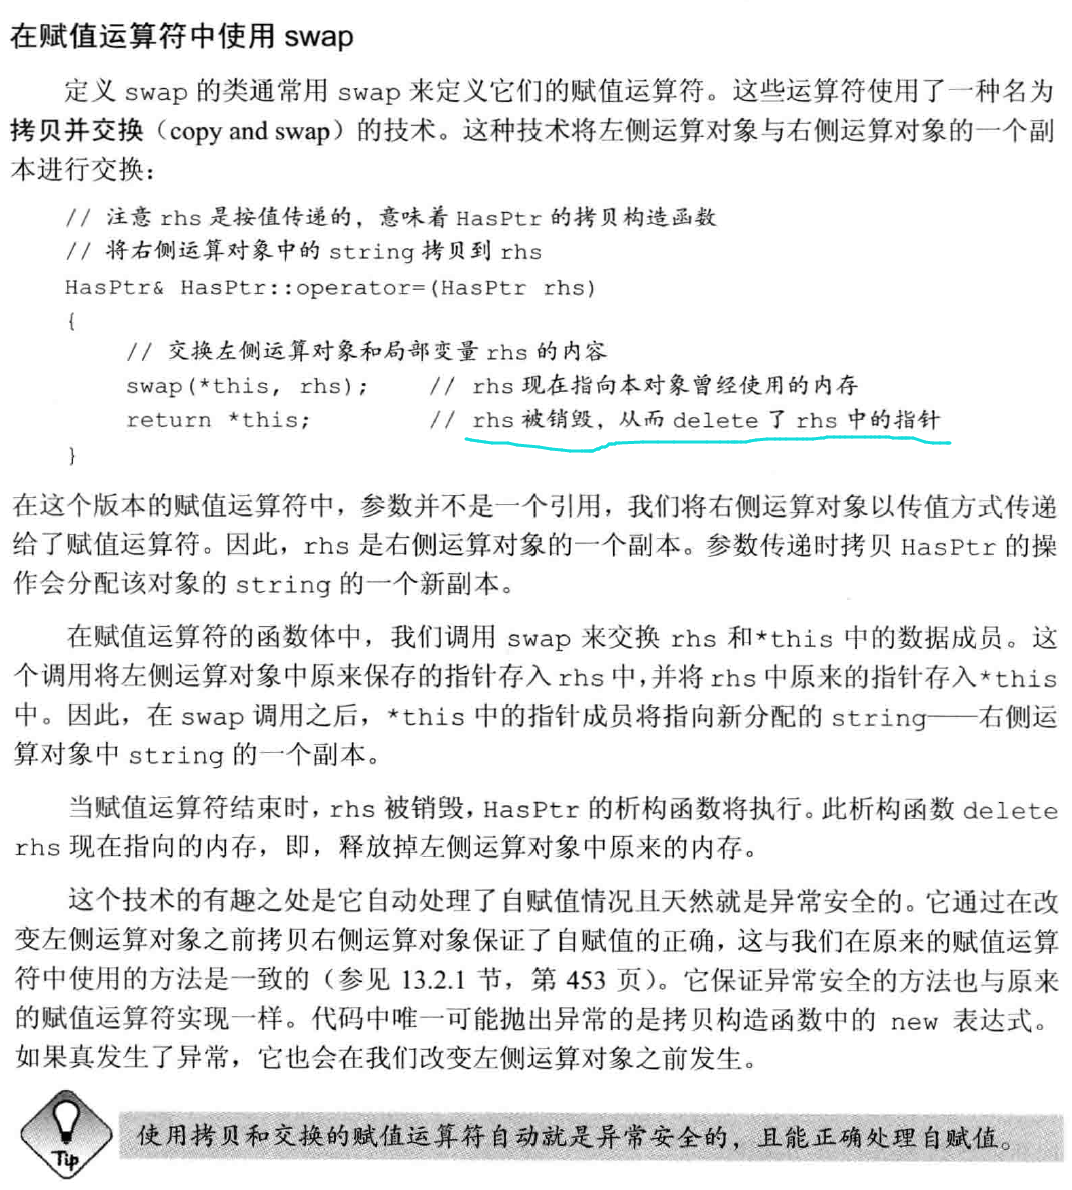 在赋值运算符中使用 swap
定义 swap 的类通常用 swap 来定义它们的赋值运算符。这些运算符使用了一种名为
拷贝并交换（copy and swap）的技术。这种技术将左侧运算对象与右侧运算对象的一个副
本进行交换：
// 注意 rhs 是按值传递的，意味着 HasPtr 的拷贝构造函数
// 将右侧运算对象中的 string 拷贝到 rhs
HasPtr& HasPtr::operator=(HasPtr rhs)
{
// 交换左侧运算对象和局部变量 rhs 的内容
swap(*this, rhs); // rhs 现在指向本对象曾经使用的内存
return *this; // rhs 被销毁，从而 delete 了 rhs 中的指针
}
在这个版本的赋值运算符中，参数并不是一个引用，我们将右侧运算对象以传值方式传递
给了赋值运算符。因此，rhs 是右侧运算对象的一个副本。参数传递时拷贝 HasPtr 的操
作会分配该对象的 string 的一个新副本。
在赋值运算符的函数体中，我们调用 swap 来交换 rhs 和*this 中的数据成员。这
个调用将左侧运算对象中原来保存的指针存入 rhs 中，并将 rhs 中原来的指针存入*this
中。因此，在 swap 调用之后，*this 中的指针成员将指向新分配的 string——右侧运
算对象中 string 的一个副本。
当赋值运算符结束时，rhs 被销毁，HasPtr 的析构函数将执行。此析构函数 delete
rhs 现在指向的内存，即，释放掉左侧运算对象中原来的内存。
这个技术的有趣之处是它自动处理了自赋值情况且天然就是异常安全的。它通过在改
变左侧运算对象之前拷贝右侧运算对象保证了自赋值的正确，这与我们在原来的赋值运算
符中使用的方法是一致的（参见 13.2.1 节，第 453 页）。它保证异常安全的方法也与原来
的赋值运算符实现一样。代码中唯一可能抛出异常的是拷贝构造函数中的 new 表达式。
如果真发生了异常，它也会在我们改变左侧运算对象之前发生。
Tip
使用拷贝和交换的赋值运算符自动就是异常安全的，且能正确处理自赋值。